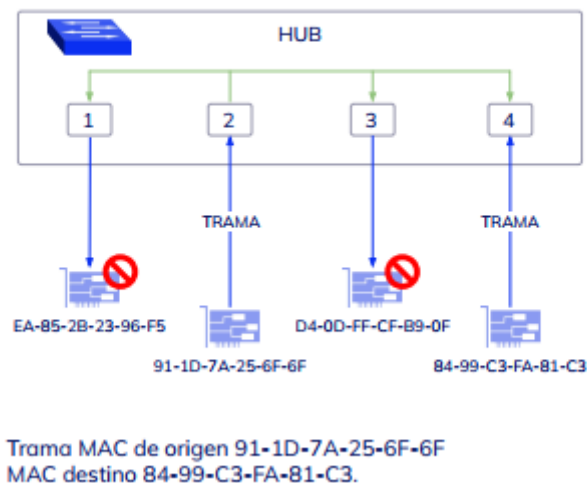 HUB
1
2
3
4
TRAMA
TRAMA
EA-85-2B-23-96-F5
D4-0D-FF-CF-B9-0F
91-1D-7A-25-6F-6F
84-99-C3-FA-81-C3
Trama MAC de origen 91-1D-7A-25-6F-6F
MAC destino 84-99-C3-FA-81-C3.